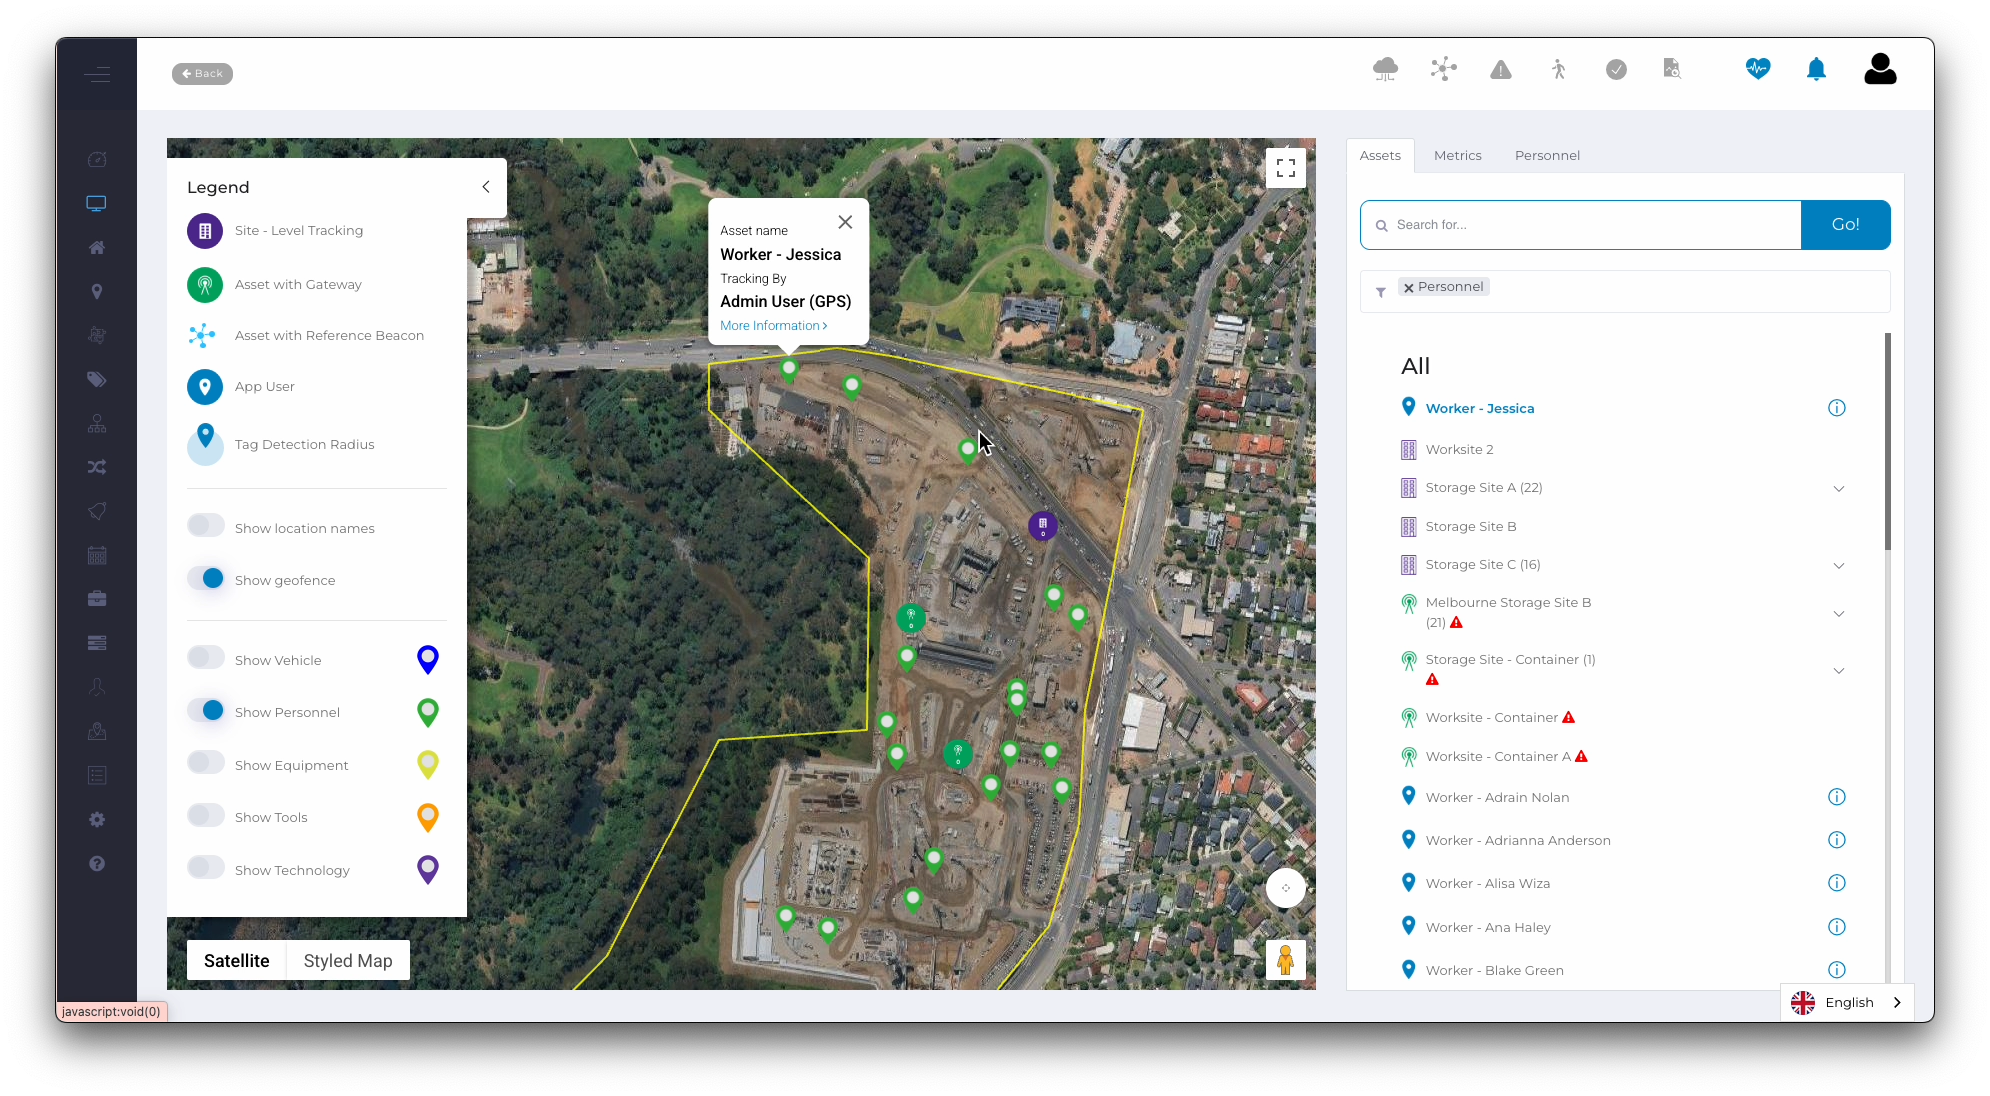 Back
Legend
Site - Level Tracking
Asset with Gateway
Asset with Reference Beacon
App User
Tag Detection Radius
Show location names
Show geofence
Show Vehicle
Show Personnel
Show Equipment
Show Tools
Show Technology
Asset name
Worker - Jessica
Tracking By
Admin User (GPS)
More Information
0
0
0
Satellite
Styled Map
Assets
Metrics
Personnel
Search for...
Go!
Personnel
All
Worker - Jessica
Worksite 2
Storage Site A (22)
Storage Site B
Storage Site C (16)
Melbourne Storage Site B
(21)
Storage Site - Container (1)
Worksite - Container
Worksite - Container A
Worker - Adrain Nolan
Worker - Adrianna Anderson
Worker - Alisa Wiza
Worker - Ana Haley
Worker - Blake Green
English
javascript:void(0)